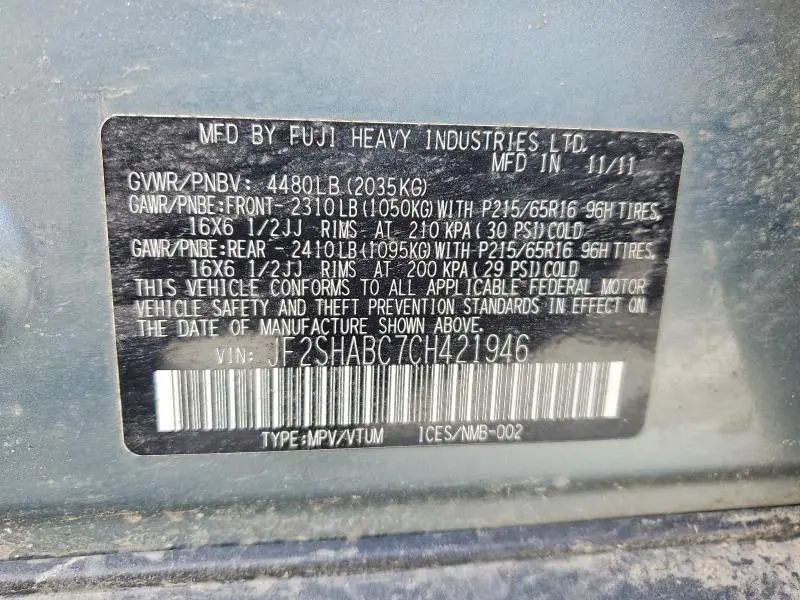 MFD BY FUJI HEAVY INDUSTRIES LTD.
MFD IN 11/11
GVWR/PNBV: 4480LB (2035KG)
GAWR/PNBE:FRONT-2310LB(1050KG)WITH P215/65R16 96H TIRES,
16X6 1/2JJ RIMS AT 210 KPA( 30 PSI)COLD
GAWR/PNBE:REAR -2410LB(1095KG)WITH P215/65R16 96H TIRES,
16X6 1/2JJ RIMS AT 200 KPA(29 PSI)COLD
THIS VEHICLE CONFORMS TO ALL APPLICABLE FEDERAL MOTOR
VEHICLE SAFETY AND THEFT PREVENTION STANDARDS IN EFFECT ON
THE DATE OF MANUFACTURE SHOWN ABOVE.
VIN: JF2SHABC7CH421946
TYPE:MPV/VTUM ICES/NMB-002